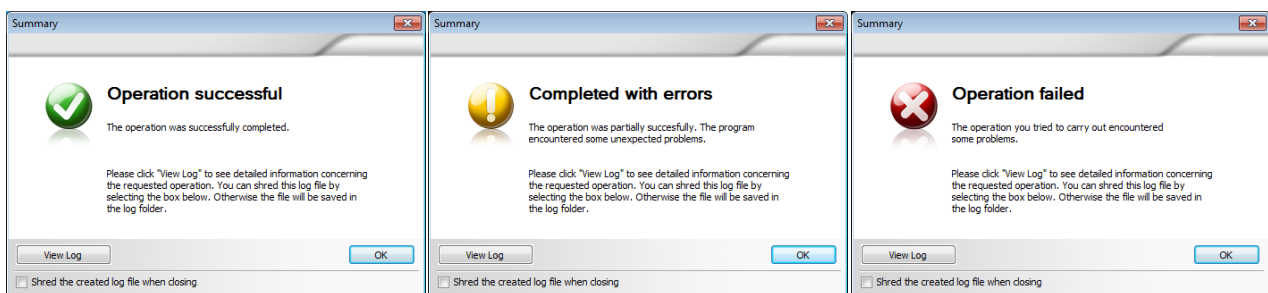 Summary
Operation successful
The operation was successfully completed.
Please click "View Log" to see detailed information concerning
the requested operation. You can shred this log file by
selecting the box below. Otherwise the file will be saved in
the log folder.
View Log
OK
Shred the created log file when closing
Summary
Completed with errors
The operation was partially succesfully. The program
encountered some unexpected problems.
Please click "View Log" to see detailed information concerning
the requested operation. You can shred this log file by
selecting the box below. Otherwise the file will be saved in
the log folder.
View Log
OK
Shred the created log file when closing
Summary
Operation failed
The operation you tried to carry out encountered
some problems.
Please click "View Log" to see detailed information concerning
the requested operation. You can shred this log file by
selecting the box below. Otherwise the file will be saved in
the log folder.
View Log
OK
Shred the created log file when closing